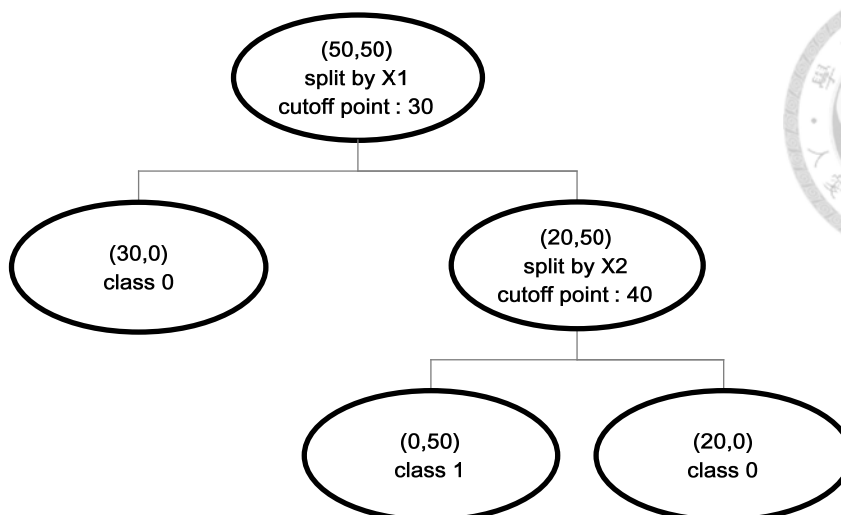 (50,50)
split by X1
cutoff point : 30
(30,0)
class 0
(20,50)
split by X2
cutoff point : 40
(0,50)
class 1
(20,0)
class 0